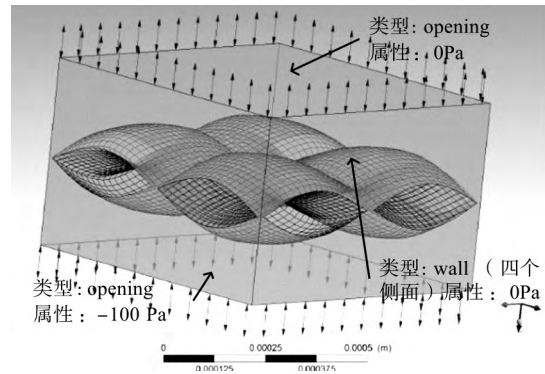 类型: opening
属性：0Pa
类型: wall （四个
侧面）属性：0Pa
类型: opening
属性：-100 Pa
0 0.00025 0.0005 (m)
0.000125 0.000375